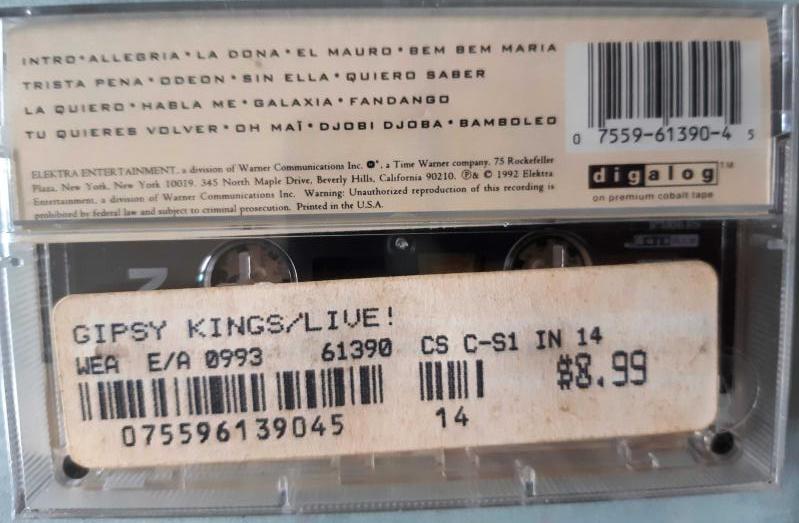 INTRO•ALLEGRIA•LA DONA•EL MAURO•BEM BEM MARIA
TRISTA PENA•ODEON•SIN ELLA•QUIERO SABER
LA QUIERO•HABLA ME•GALAXIA•FANDANGO
TU QUIERES VOLVER•OH MAÏ•DJOBI DJOBA•BAMBOLEO
0 7559-61390-4 5
ELEKTRA ENTERTAINMENT, a division of Warner Communications Inc. , a Time Warner company. 75 Rockefeller
Plaza, New York, New York 10019. 345 North Maple Drive, Beverly Hills, California 90210. ℗& © 1992 Elektra
Entertainment, a division of Warner Communications Inc. Warning: Unauthorized reproduction of this recording is
prohibited by federal law and subject to criminal prosecution. Printed in the U.S.A.
digalog™
on premium cobalt tape
GIPSY KINGS/LIVE!
WEA E/A 0993 61390 CS C-S1 IN 14
$8.99
075596139045 14